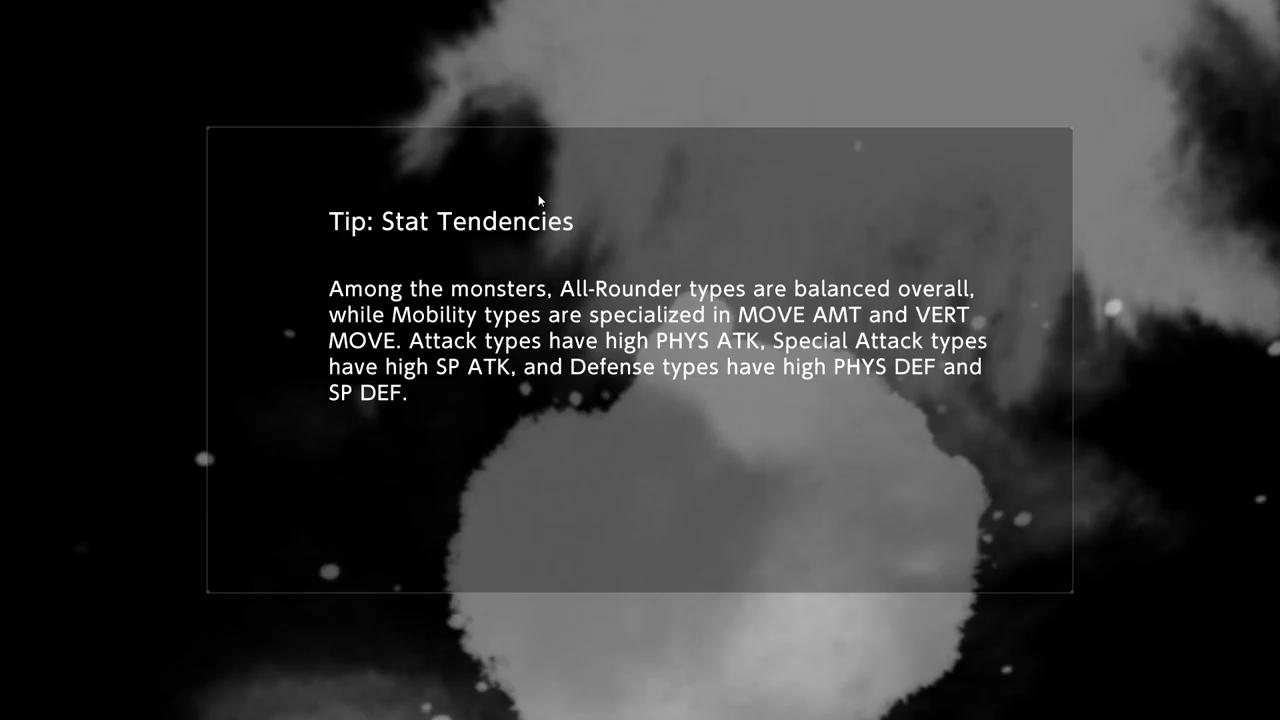 Tip: Stat Tendencies
Among the monsters, All-Rounder types are balanced overall,
while Mobility types are specialized in MOVE AMT and VERT
MOVE. Attack types have high PHYS ATK, Special Attack types
have high SP ATK, and Defense types have high PHYS DEF and
SP DEF.